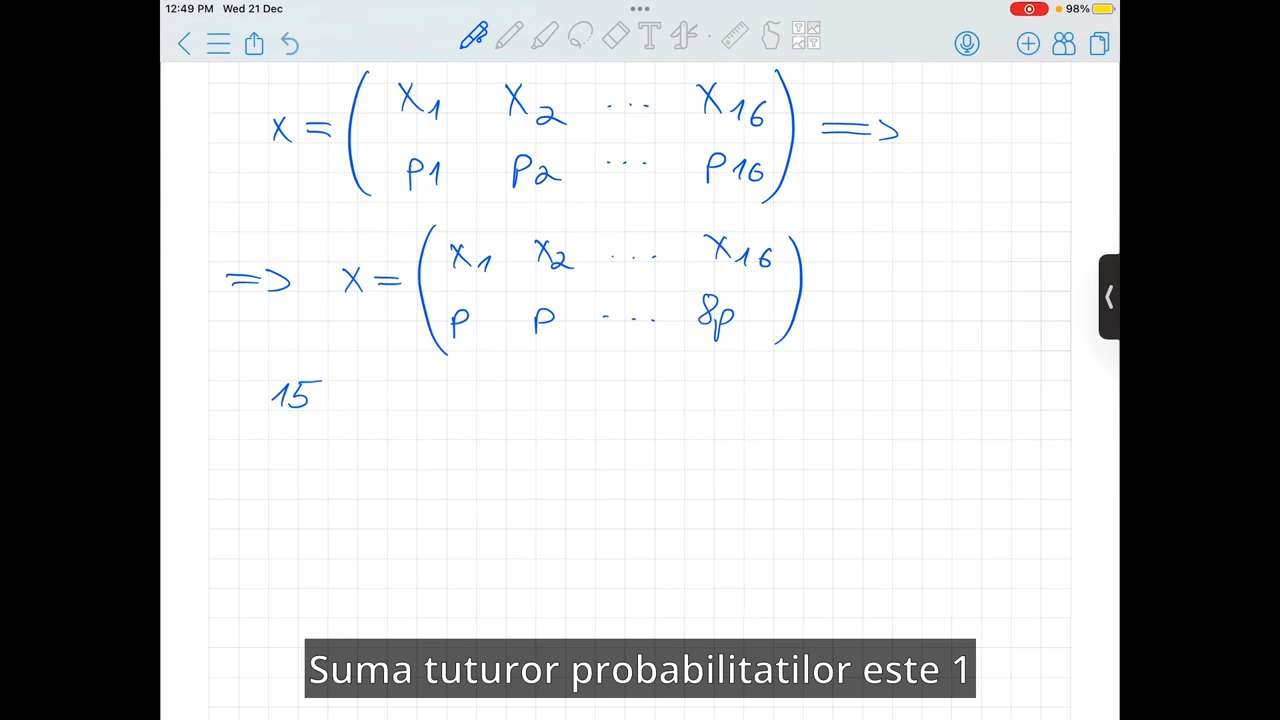 12:49 PM Wed 21 Dec 98%
x = ( x1 x2 ... x16 ) =>
p1 p2 ... p16
=> x = ( x1 x2 ... x16 )
p p ... 8p
15
Suma tuturor probabilitatilor este 1